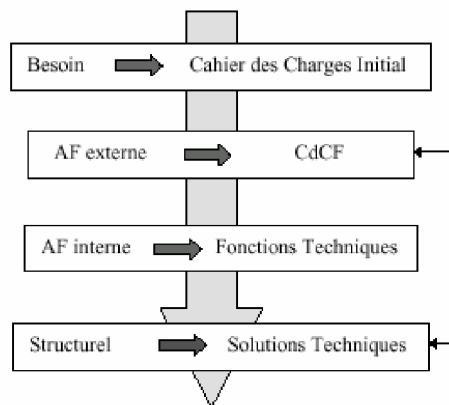 Besoin Cahier des Charges Initial
AF externe CdCF
AF interne Fonctions Techniques
Structurel Solutions Techniques